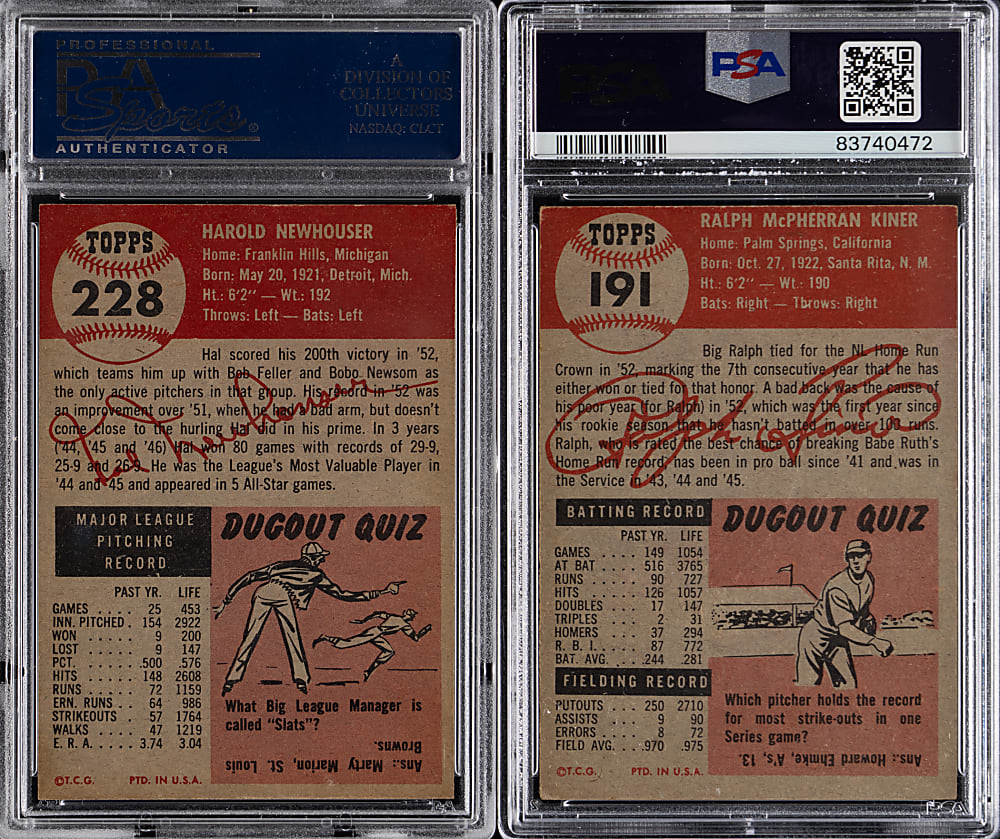 PROFESSIONAL
PSA
Sports®
AUTHENTICATOR
A
DIVISION OF
COLLECTORS
UNIVERSE
NASDAQ: CLCT
TOPPS
228
HAROLD NEWHOUSER
Home: Franklin Hills, Michigan
Born: May 20, 1921, Detroit, Mich.
Ht.: 6'2" — Wt.: 192
Throws: Left — Bats: Left
Hal scored his 200th victory in '52,
which teams him up with Bob Feller and Bobo Newsom as
the only active pitchers in that group. His record in '52 was
an improvement over '51, when he had a bad arm, but doesn't
come close to the hurling Hal did in his prime. In 3 years
('44, '45 and '46) Hal won 80 games with records of 29-9,
25-9 and 26-9. He was the League's Most Valuable Player in
'44 and '45 and appeared in 5 All-Star games.
Hal Newhouser
MAJOR LEAGUE
PITCHING
RECORD
PAST YR. LIFE
GAMES .... 25 453
INN. PITCHED. 154 2922
WON ..... 9 200
LOST ..... 9 147
PCT. ..... .500 .576
HITS ..... 148 2608
RUNS .... 72 1159
ERN. RUNS .. 64 986
STRIKEOUTS . 57 1764
WALKS .... 47 1219
E. R. A. .... 3.74 3.04
DUGOUT QUIZ
What Big League Manager is
called "Slats"?
Ans.: Marty Marion, St. Louis
Browns.
©T.C.G. PTD. IN U.S.A.
PSA
83740472
TOPPS
191
RALPH McPHERRAN KINER
Home: Palm Springs, California
Born: Oct. 27, 1922, Santa Rita, N. M.
Ht.: 6'2" — Wt.: 190
Bats: Right — Throws: Right
Big Ralph tied for the NL Home Run
Crown in '52, marking the 7th consecutive year that he has
either won or tied for that honor. A bad back was the cause of
his poor year (for Ralph) in '52, which was the first year since
his rookie season that he hasn't batted in over 100 runs.
Ralph, who is rated the best chance of breaking Babe Ruth's
Home Run record, has been in pro ball since '41 and was in
the Service in '43, '44 and '45.
Ralph Kiner
BATTING RECORD
PAST YR. LIFE
GAMES .... 149 1054
AT BAT .... 516 3765
RUNS .... 90 727
HITS ..... 126 1057
DOUBLES ... 17 147
TRIPLES ... 2 31
HOMERS ... 37 294
R. B. I. .... 87 772
BAT. AVG. ... .244 .281
FIELDING RECORD
PUTOUTS ... 250 2710
ASSISTS ... 9 90
ERRORS ... 8 72
FIELD AVG. ... .970 .975
DUGOUT QUIZ
Which pitcher holds the record
for most strike-outs in one
Series game?
Ans.: Howard Ehmke, A's, 13.
©T.C.G. PTD. IN U.S.A.
PSA